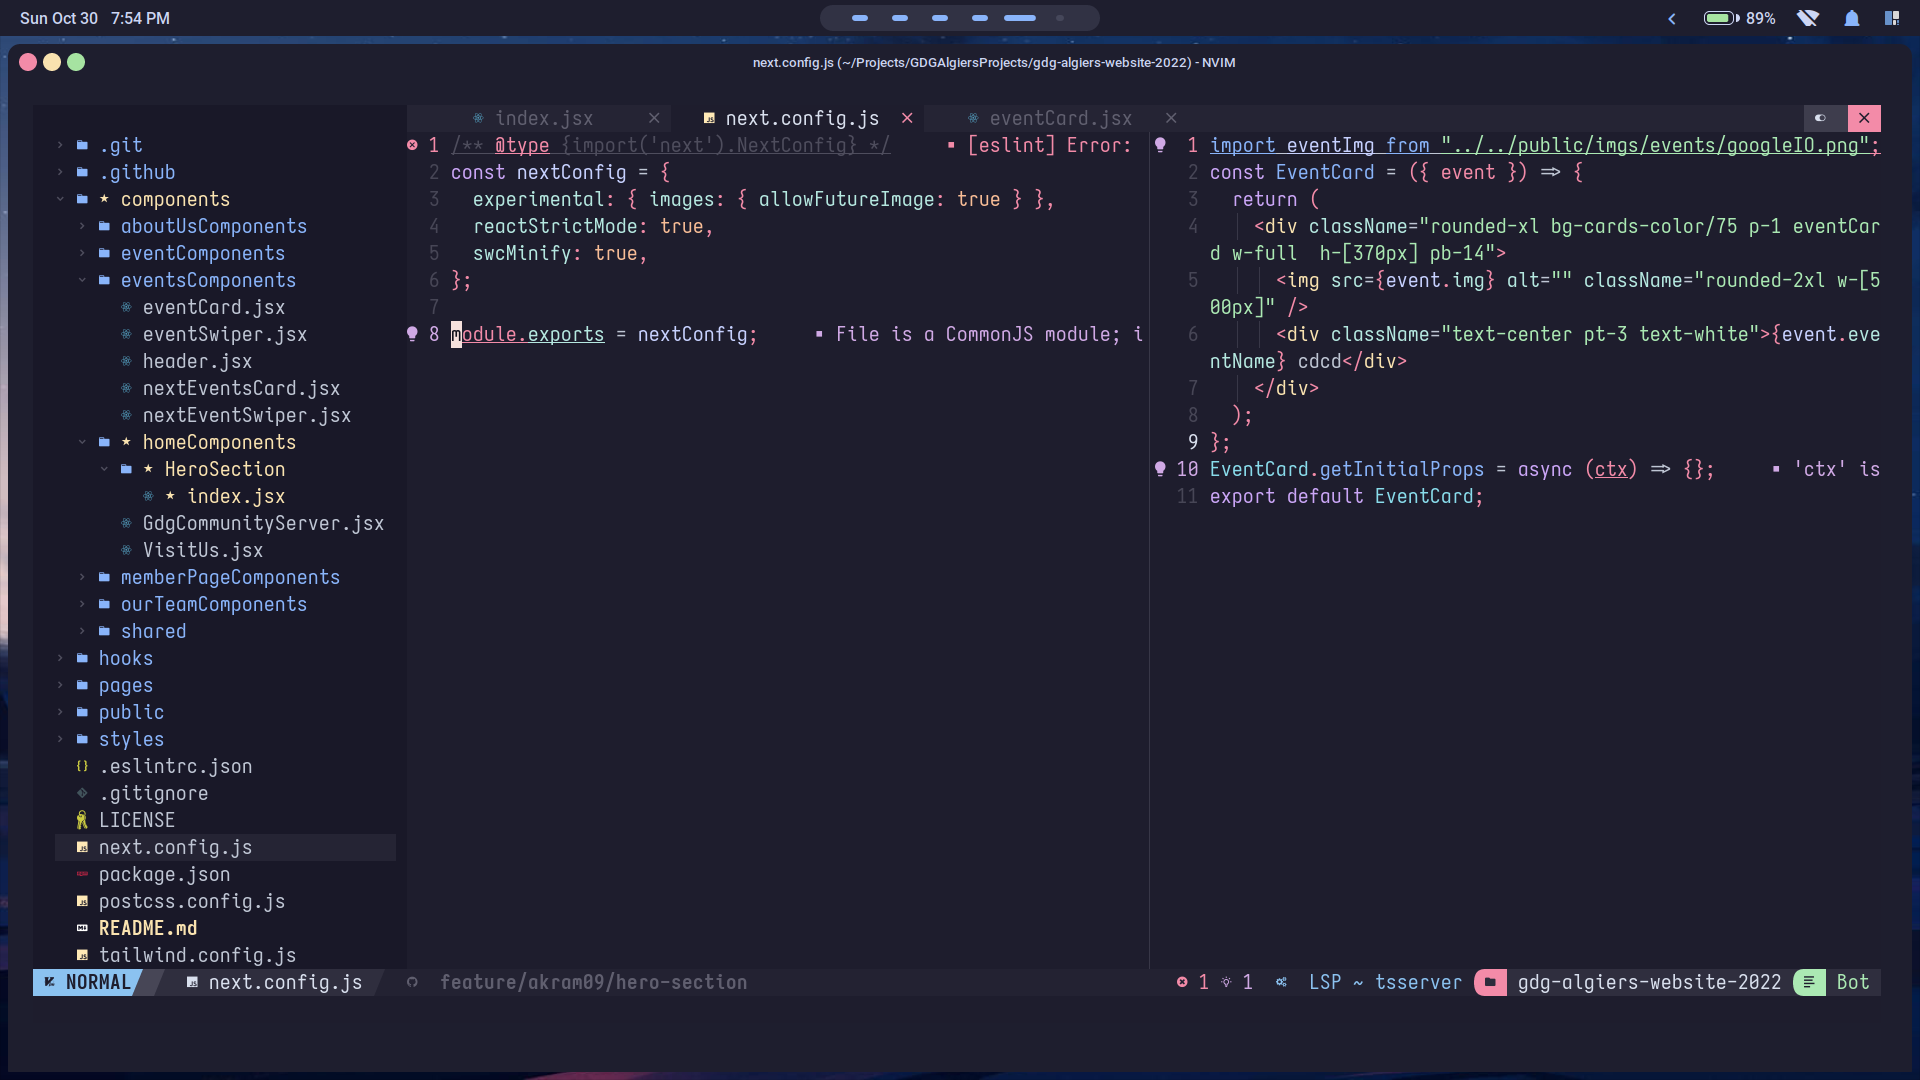 Sun Oct 30 7:54 PM
89%
next.config.js (~/Projects/GDGAlgiersProjects/gdg-algiers-website-2022) - NVIM
index.jsx
next.config.js
eventCard.jsx
.git
.github
components
aboutUsComponents
eventComponents
eventsComponents
eventCard.jsx
eventSwiper.jsx
header.jsx
nextEventsCard.jsx
nextEventSwiper.jsx
homeComponents
HeroSection
index.jsx
GdgCommunityServer.jsx
VisitUs.jsx
memberPageComponents
ourTeamComponents
shared
hooks
pages
public
styles
.eslintrc.json
.gitignore
LICENSE
next.config.js
package.json
postcss.config.js
README.md
tailwind.config.js
1 /** @type {import('next').NextConfig} */ ▪ [eslint] Error:
2 const nextConfig = {
3 experimental: { images: { allowFutureImage: true } },
4 reactStrictMode: true,
5 swcMinify: true,
6 };
7
8 module.exports = nextConfig; ▪ File is a CommonJS module; i
1 import eventImg from "../../public/imgs/events/googleIO.png";
2 const EventCard = ({ event }) => {
3 return (
4 <div className="rounded-xl bg-cards-color/75 p-1 eventCar
d w-full h-[370px] pb-14">
5 <img src={event.img} alt="" className="rounded-2xl w-[5
00px]" />
6 <div className="text-center pt-3 text-white">{event.eve
ntName} cdcd</div>
7 </div>
8 );
9 };
10 EventCard.getInitialProps = async (ctx) => {}; ▪ 'ctx' is
11 export default EventCard;
NORMAL next.config.js feature/akram09/hero-section 1 1 LSP ~ tsserver gdg-algiers-website-2022 Bot